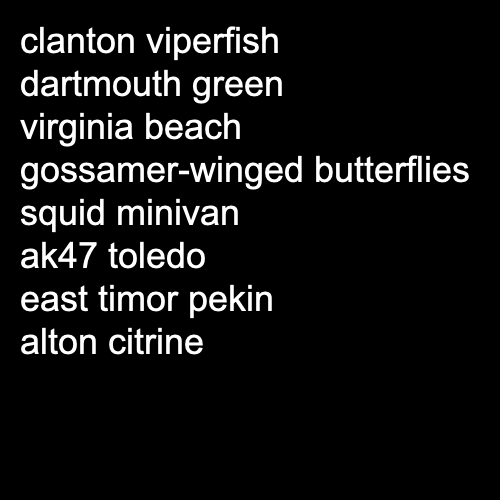 clanton viperfish
dartmouth green
virginia beach
gossamer-winged butterflies
squid minivan
ak47 toledo
east timor pekin
alton citrine